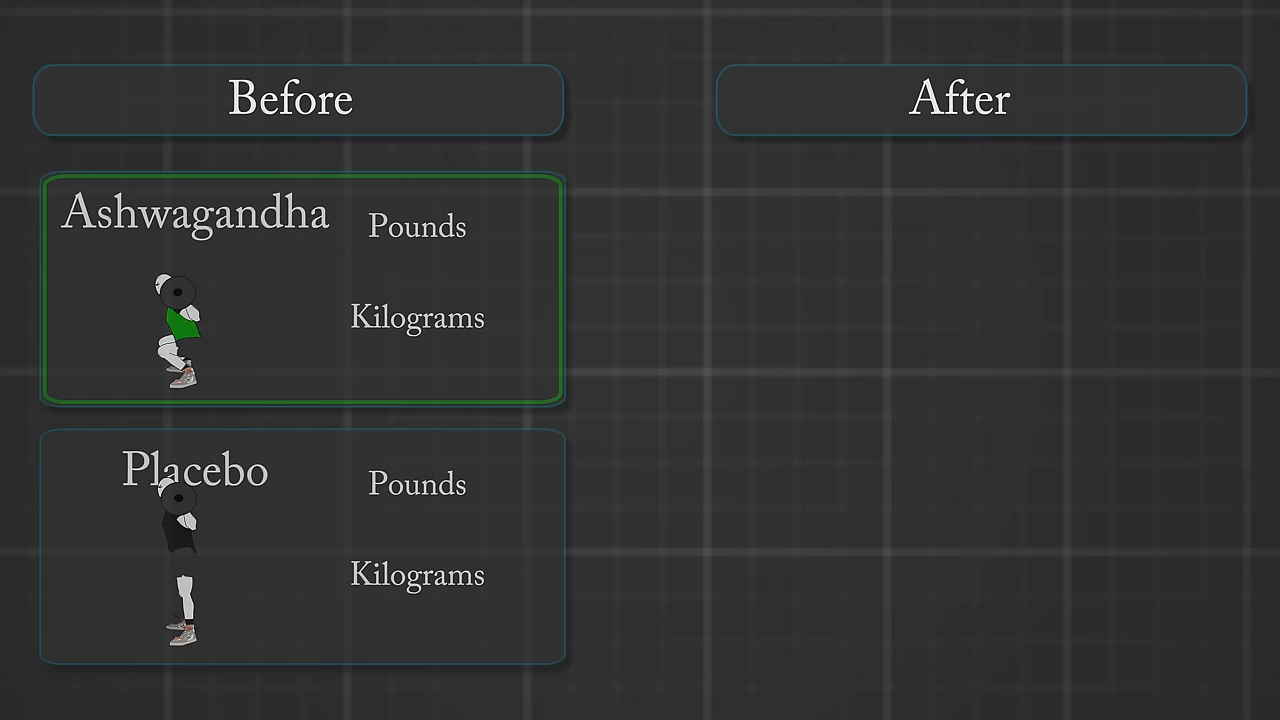 Before
After
Ashwagandha
Pounds
Kilograms
Placebo
Pounds
Kilograms